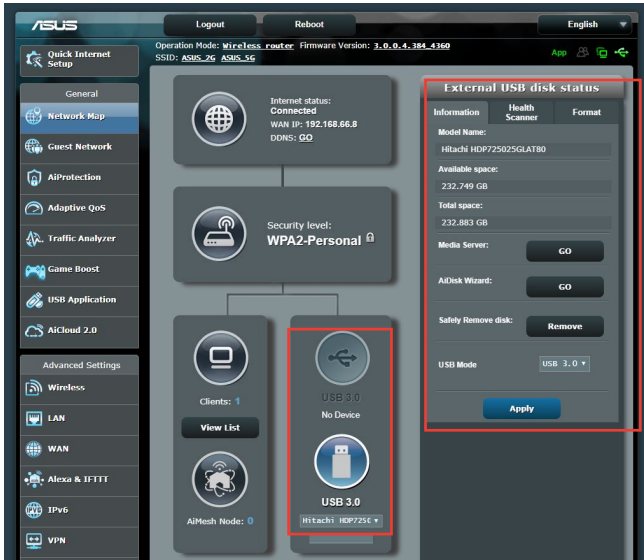 ASUS
Logout
Reboot
English
Operation Mode: Wireless router Firmware Version: 3.0.0.4.384_4360
SSID: ASUS_2G ASUS_5G
App
Quick Internet
Setup
General
Network Map
Guest Network
AiProtection
Adaptive QoS
Traffic Analyzer
Game Boost
USB Application
AiCloud 2.0
Advanced Settings
Wireless
LAN
WAN
Alexa & IFTTT
IPv6
VPN
Internet status:
Connected
WAN IP: 192.168.66.8
DDNS: GO
Security level:
WPA2-Personal
Clients: 1
View List
AiMesh Node: 0
USB 3.0
No Device
USB 3.0
Hitachi HDP725C
External USB disk status
Information
Health
Scanner
Format
Model Name:
Hitachi HDP725025GLAT80
Available space:
232.749 GB
Total space:
232.883 GB
Media Server:
GO
AiDisk Wizard:
GO
Safely Remove disk:
Remove
USB Mode
USB 3.0
Apply